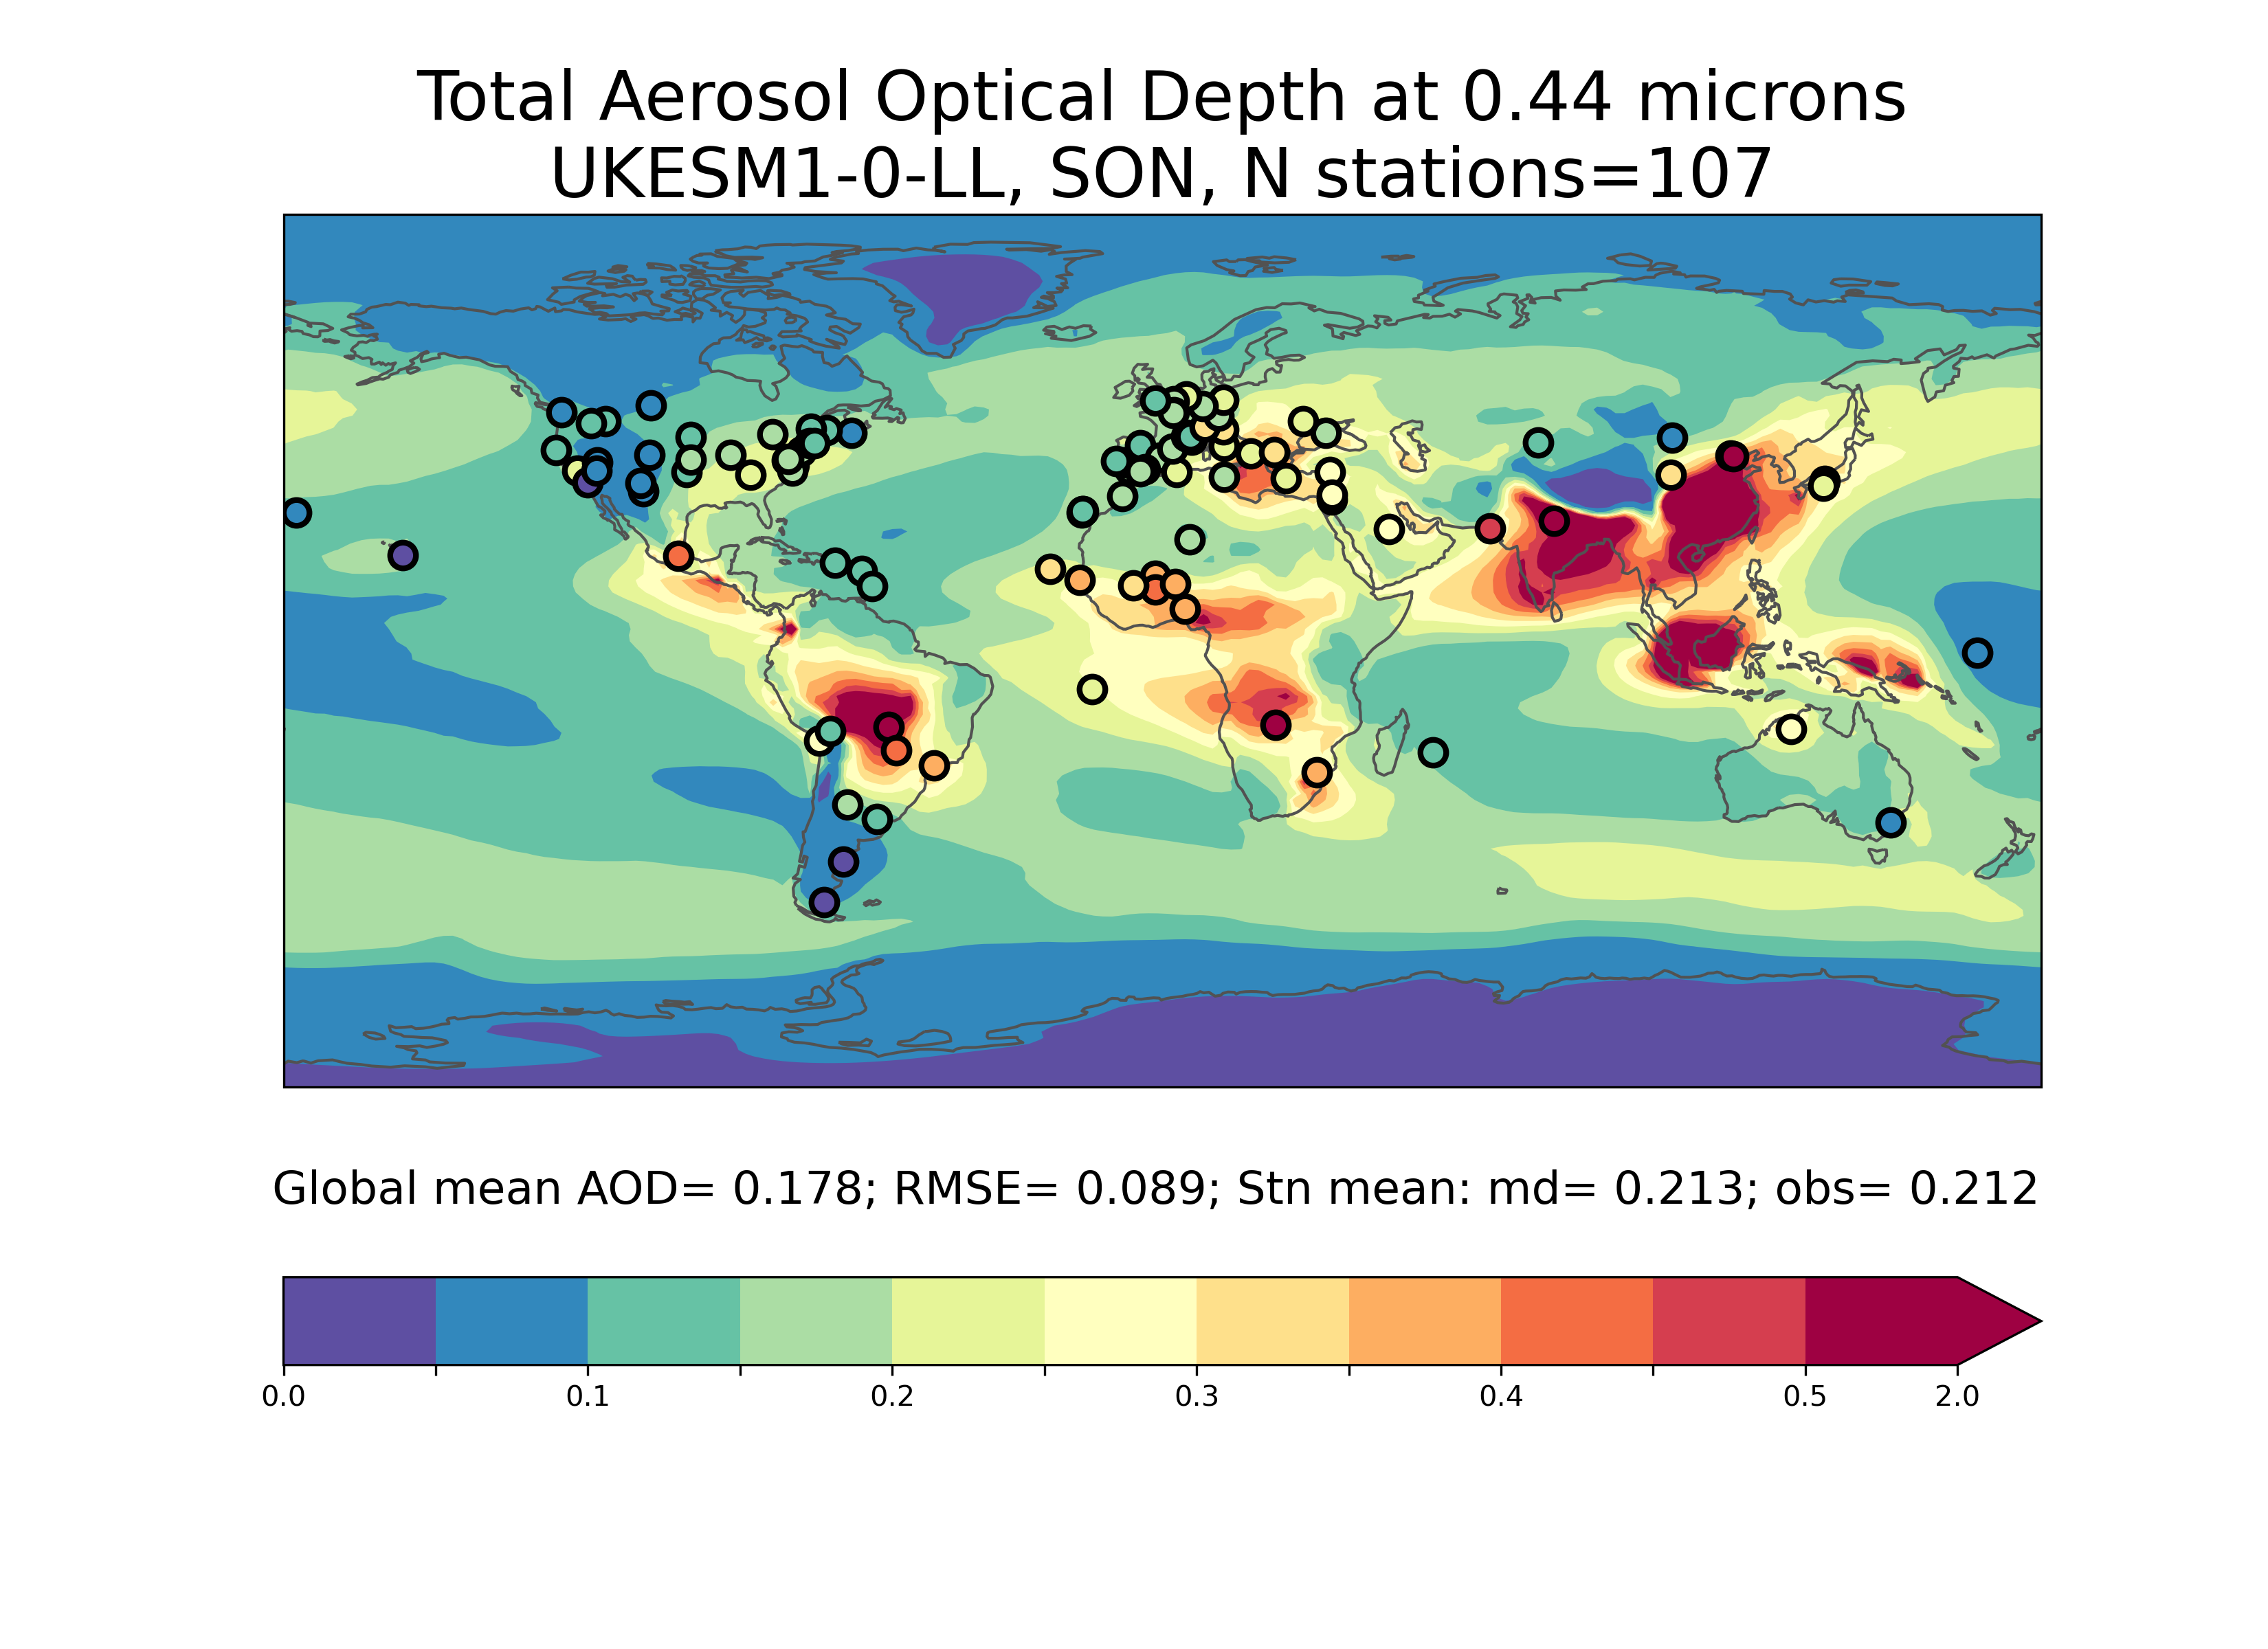 Total Aerosol Optical Depth at 0.44 microns
UKESM1-0-LL, SON, N stations=107
Global mean AOD= 0.178; RMSE= 0.089; Stn mean: md= 0.213; obs= 0.212
0.0 0.1 0.2 0.3 0.4 0.5 2.0